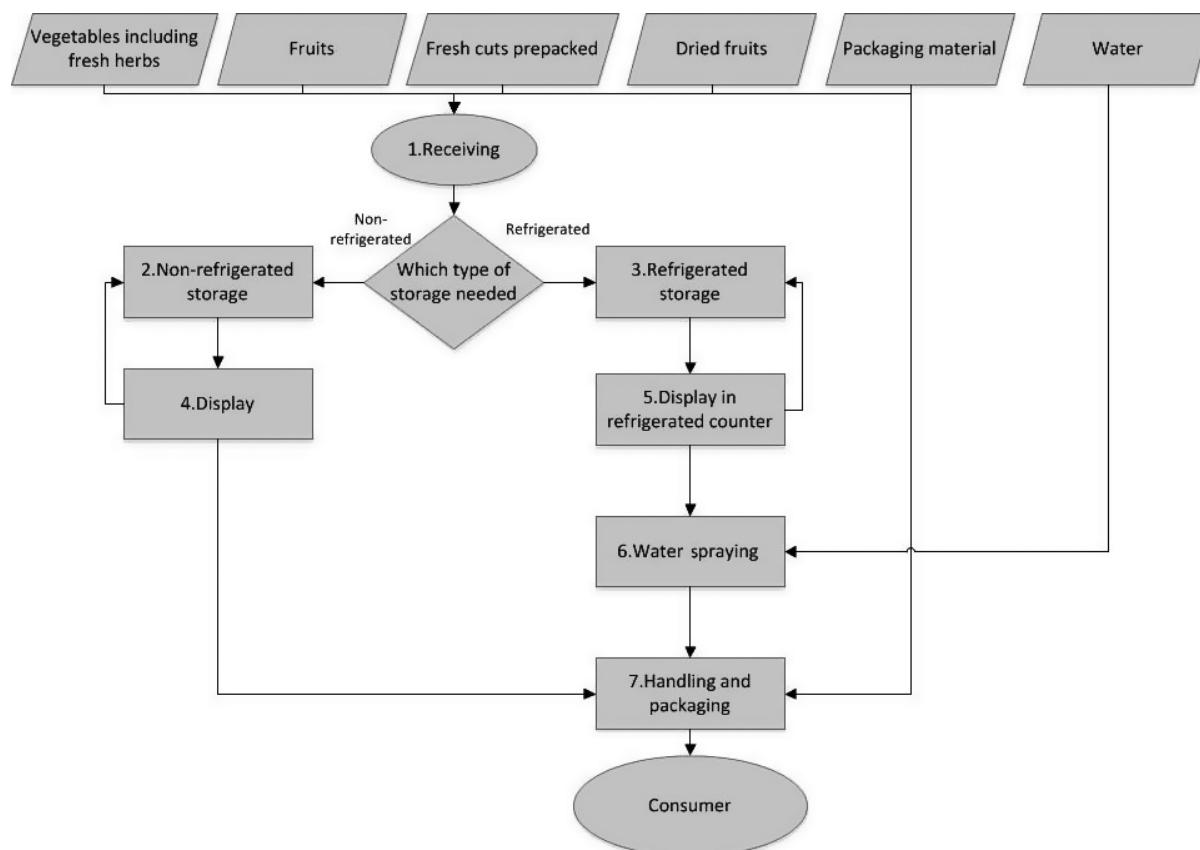 Vegetables including
fresh herbs
Fruits
Fresh cuts prepacked
Dried fruits
Packaging material
Water
1.Receiving
Non-
refrigerated
Refrigerated
Which type of
storage needed
2.Non-refrigerated
storage
3.Refrigerated
storage
4.Display
5.Display in
refrigerated counter
6.Water spraying
7.Handling and
packaging
Consumer